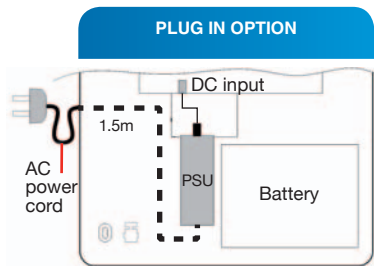 PLUG IN OPTION
DC input
1.5m
PSU
AC
power
cord
Battery